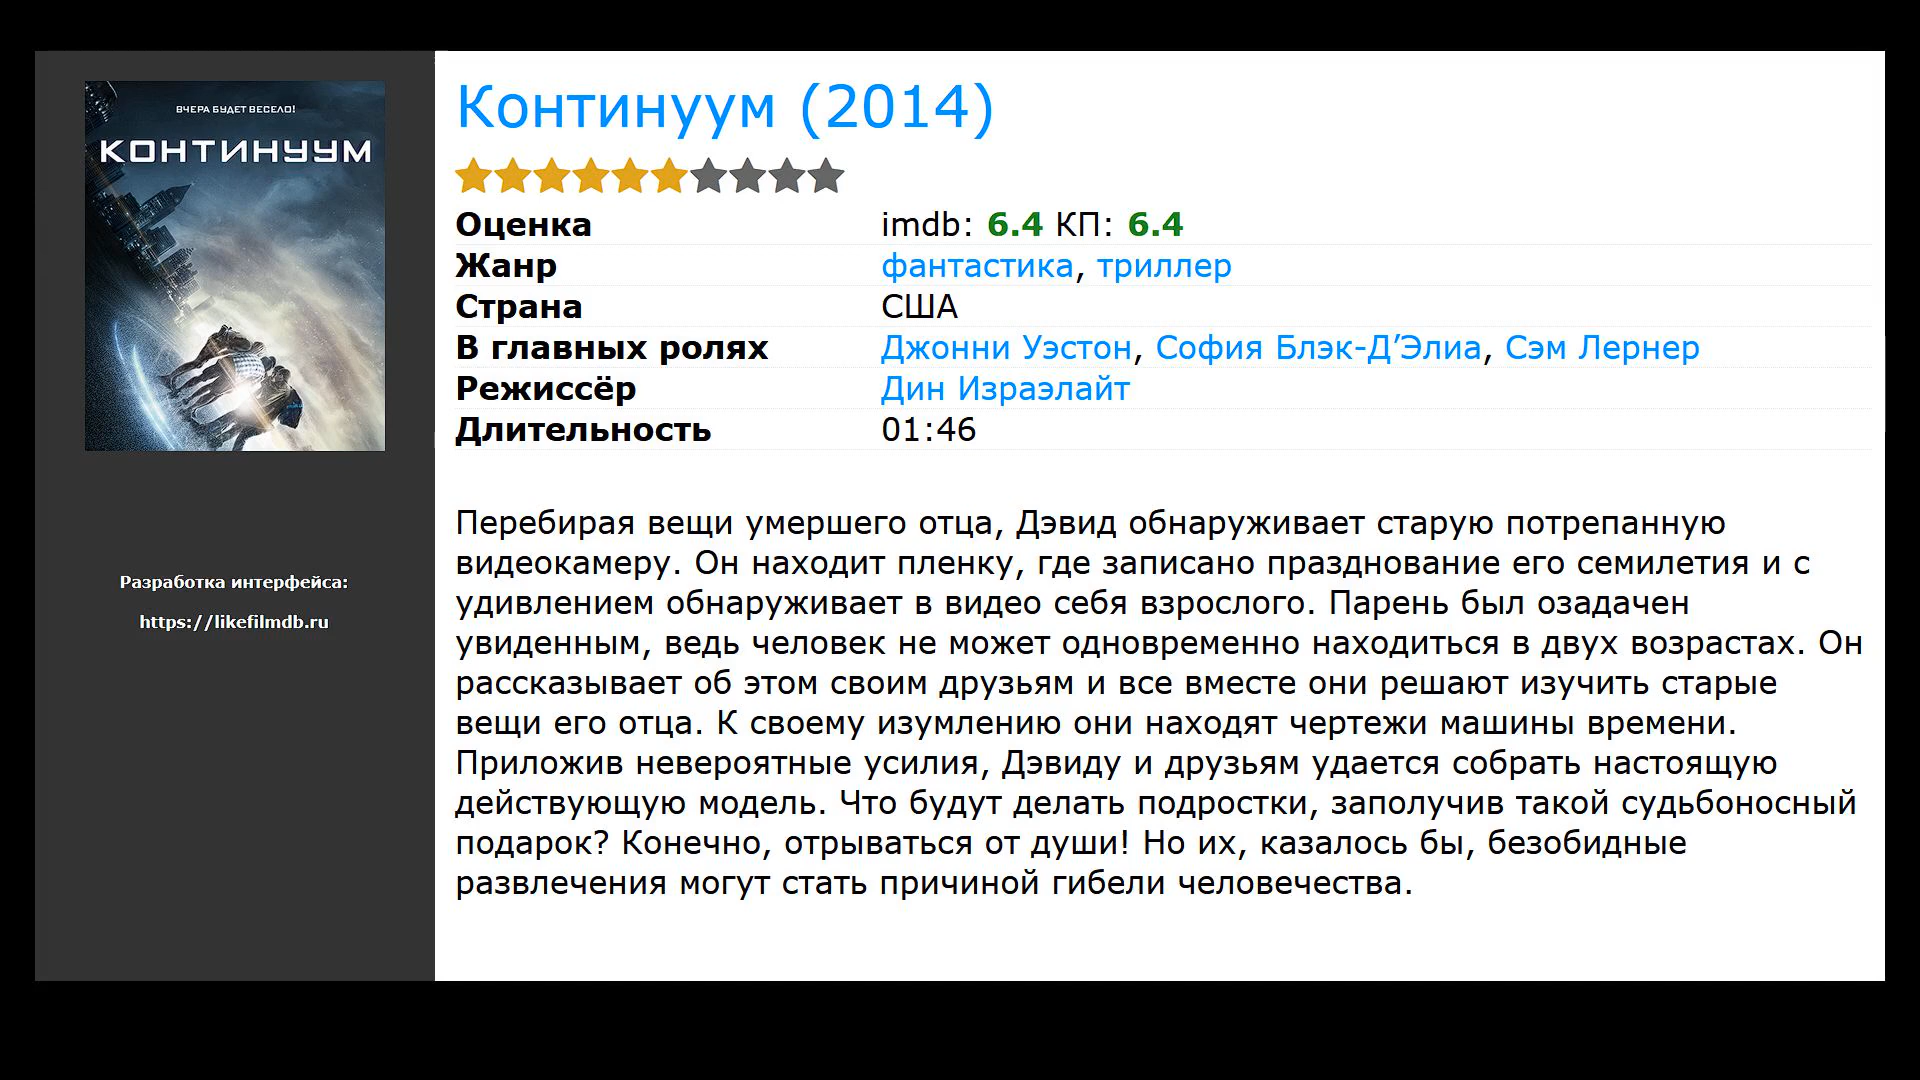 ВЧЕРА БУДЕТ ВЕСЕЛО!
КОНТИНУУМ
Разработка интерфейса:
https://likefilmdb.ru
Континуум (2014)
Оценка imdb: 6.4 КП: 6.4
Жанр фантастика, триллер
Страна США
В главных ролях Джонни Уэстон, София Блэк-Д’Элиа, Сэм Лернер
Режиссёр Дин Израэлайт
Длительность 01:46
Перебирая вещи умершего отца, Дэвид обнаруживает старую потрепанную
видеокамеру. Он находит пленку, где записано празднование его семилетия и с
удивлением обнаруживает в видео себя взрослого. Парень был озадачен
увиденным, ведь человек не может одновременно находиться в двух возрастах. Он
рассказывает об этом своим друзьям и все вместе они решают изучить старые
вещи его отца. К своему изумлению они находят чертежи машины времени.
Приложив невероятные усилия, Дэвиду и друзьям удается собрать настоящую
действующую модель. Что будут делать подростки, заполучив такой судьбоносный
подарок? Конечно, отрываться от души! Но их, казалось бы, безобидные
развлечения могут стать причиной гибели человечества.